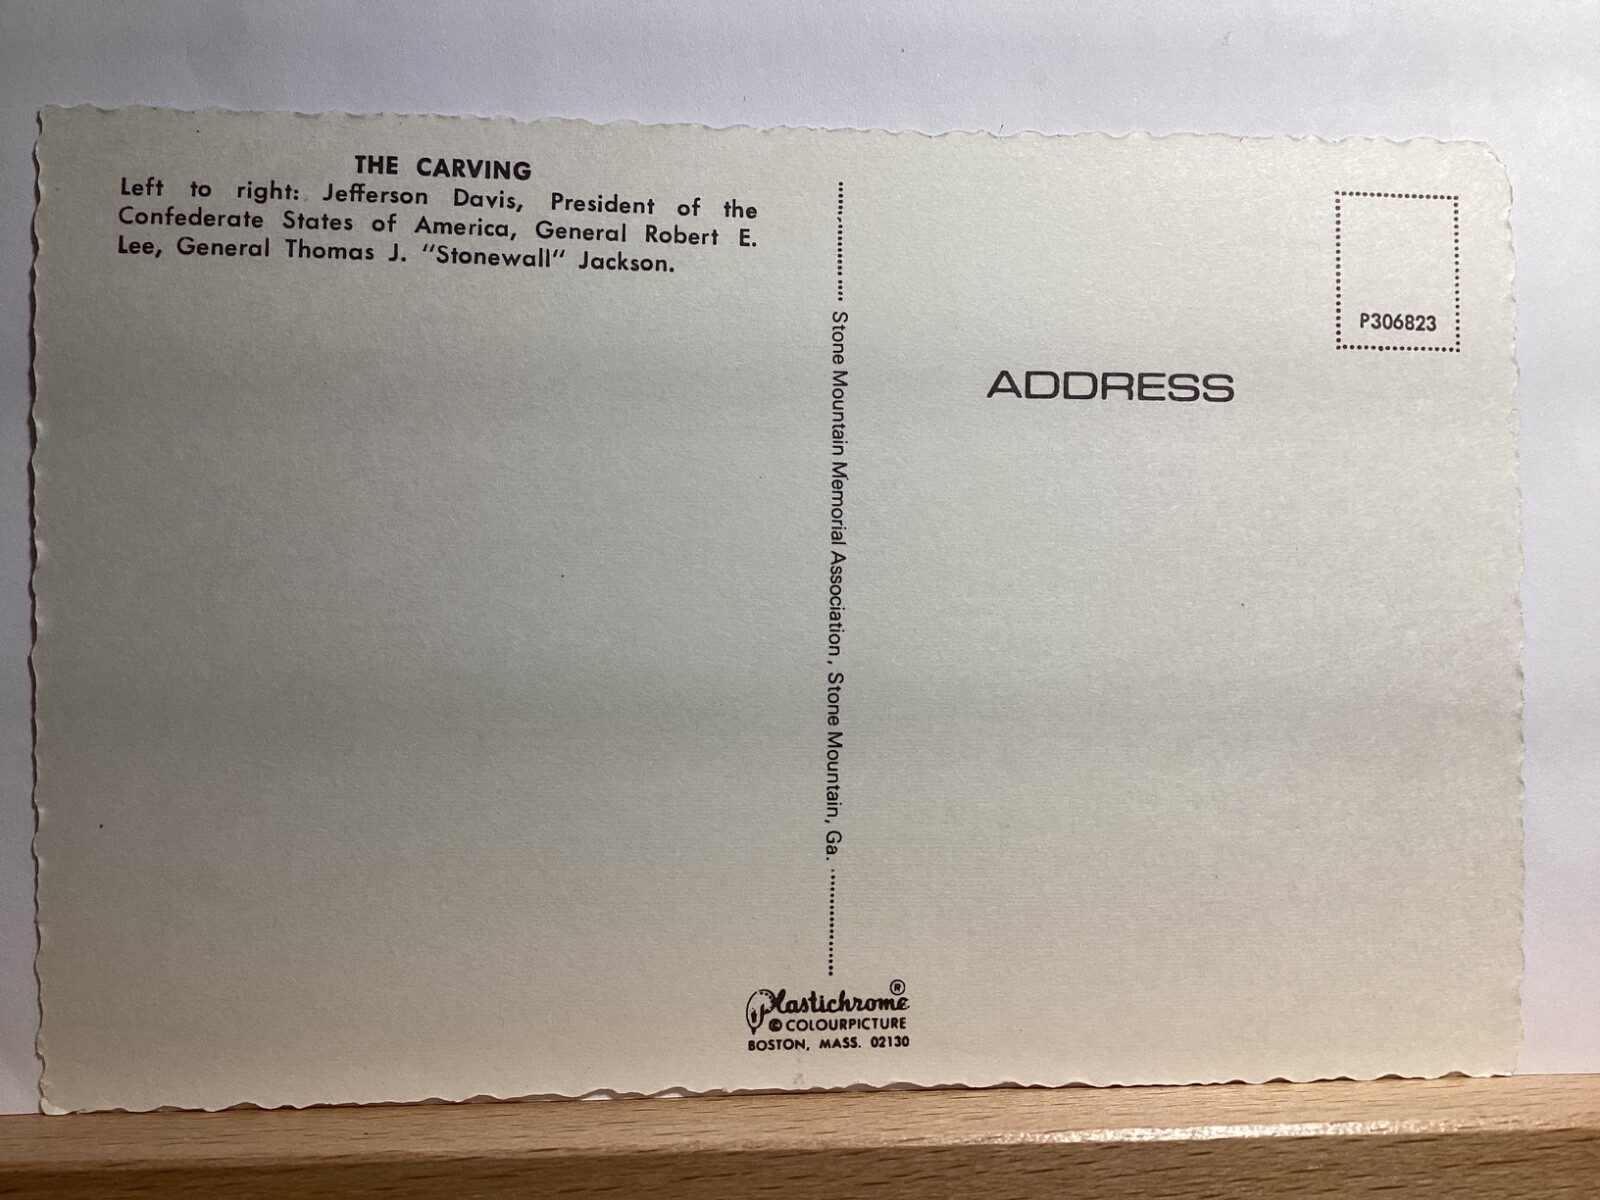 THE CARVING
Left to right: Jefferson Davis, President of the
Confederate States of America, General Robert E.
Lee, General Thomas J. "Stonewall" Jackson.
Stone Mountain Memorial Association, Stone Mountain, Ga.
P306823
ADDRESS
Plastichrome ®
© COLOURPICTURE
BOSTON, MASS. 02130